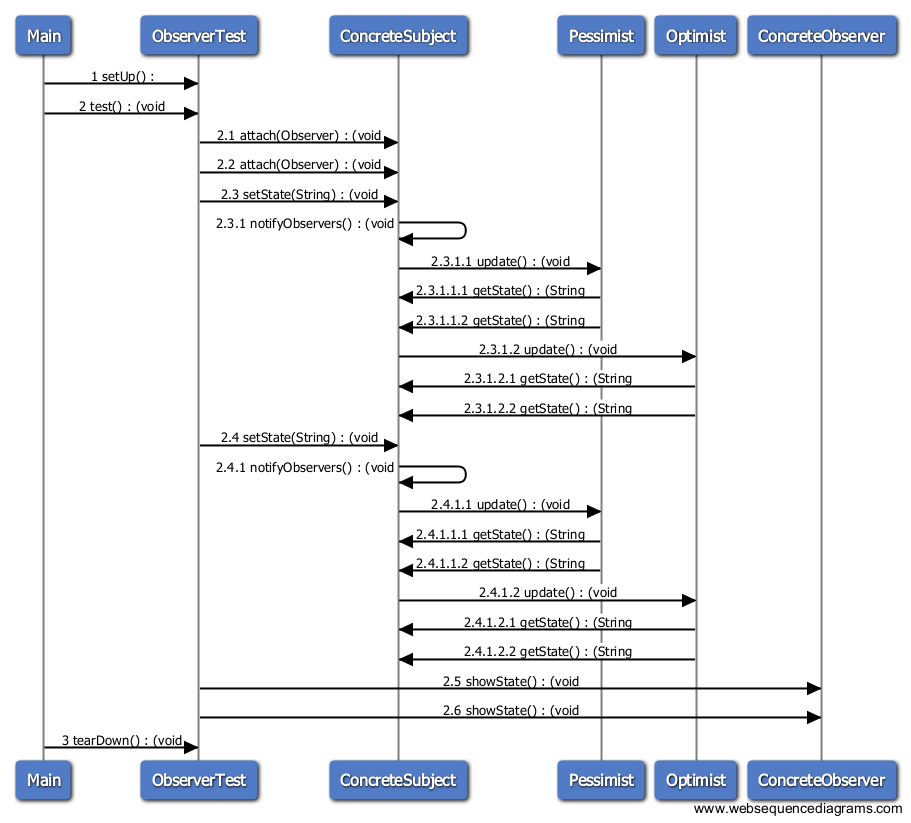 Main ObserverTest ConcreteSubject Pessimist Optimist ConcreteObserver
1 setUp() :
2 test() : (void
2.1 attach(Observer) : (void
2.2 attach(Observer) : (void
2.3 setState(String) : (void
2.3.1 notifyObservers() : (void
2.3.1.1 update() : (void
2.3.1.1.1 getState() : (String
2.3.1.1.2 getState() : (String
2.3.1.2 update() : (void
2.3.1.2.1 getState() : (String
2.3.1.2.2 getState() : (String
2.4 setState(String) : (void
2.4.1 notifyObservers() : (void
2.4.1.1 update() : (void
2.4.1.1.1 getState() : (String
2.4.1.1.2 getState() : (String
2.4.1.2 update() : (void
2.4.1.2.1 getState() : (String
2.4.1.2.2 getState() : (String
2.5 showState() : (void
2.6 showState() : (void
3 tearDown() : (void
Main ObserverTest ConcreteSubject Pessimist Optimist ConcreteObserver
www.websequencediagrams.com